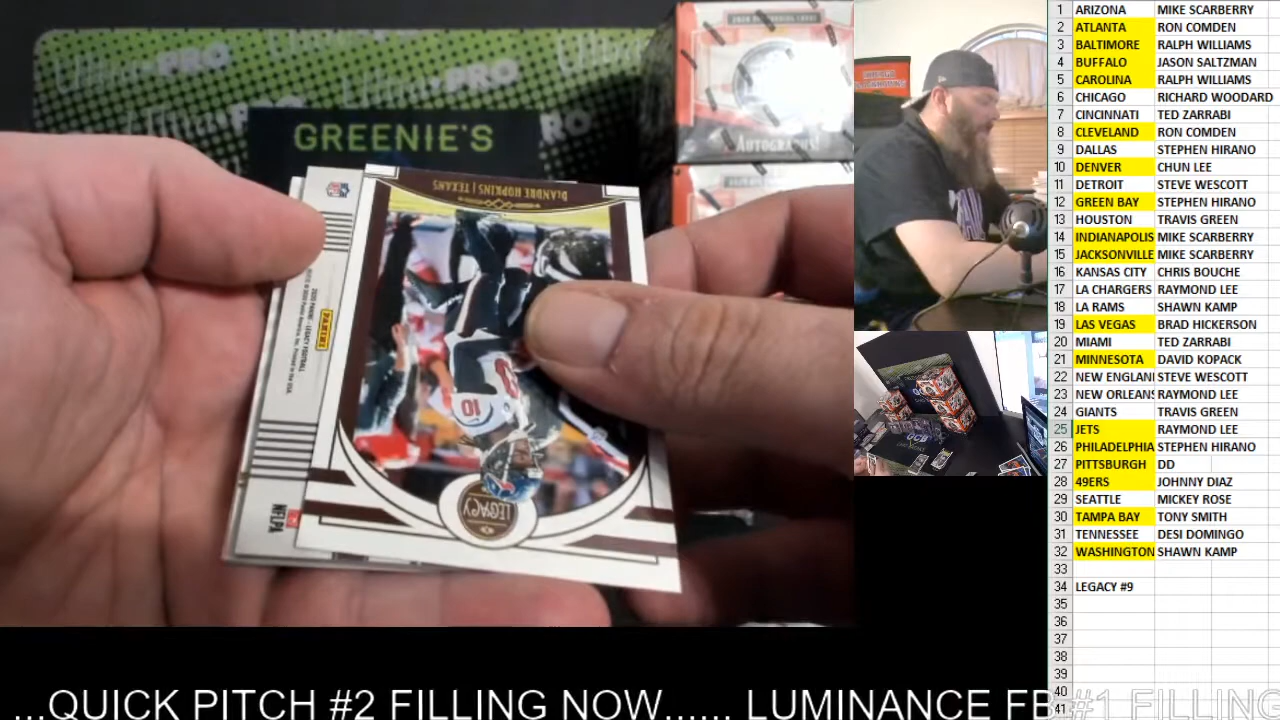 GREENIE'S
AUTOGRAPHS
DEANDRE HOPKINS | TEXANS
10
LEGACY
PANINI
NFLPA
1 ARIZONA MIKE SCARBERRY
2 ATLANTA RON COMDEN
3 BALTIMORE RALPH WILLIAMS
4 BUFFALO JASON SALTZMAN
5 CAROLINA RALPH WILLIAMS
6 CHICAGO RICHARD WOODARD
7 CINCINNATI TED ZARRABI
8 CLEVELAND RON COMDEN
9 DALLAS STEPHEN HIRANO
10 DENVER CHUN LEE
11 DETROIT STEVE WESCOTT
12 GREEN BAY STEPHEN HIRANO
13 HOUSTON TRAVIS GREEN
14 INDIANAPOLIS MIKE SCARBERRY
15 JACKSONVILLE MIKE SCARBERRY
16 KANSAS CITY CHRIS BOUCHE
17 LA CHARGERS RAYMOND LEE
18 LA RAMS SHAWN KAMP
19 LAS VEGAS BRAD HICKERSON
20 MIAMI TED ZARRABI
21 MINNESOTA DAVID KOPACK
22 NEW ENGLAN STEVE WESCOTT
23 NEW ORLEANS RAYMOND LEE
24 GIANTS TRAVIS GREEN
25 JETS RAYMOND LEE
26 PHILADELPHIA STEPHEN HIRANO
27 PITTSBURGH DD
28 49ERS JOHNNY DIAZ
29 SEATTLE MICKEY ROSE
30 TAMPA BAY TONY SMITH
31 TENNESSEE DESI DOMINGO
32 WASHINGTON SHAWN KAMP
33
34 LEGACY #9
35
36
37
38
39
40
41
...QUICK PITCH #2 FILLING NOW...... LUMINANCE FB #1 FILLING